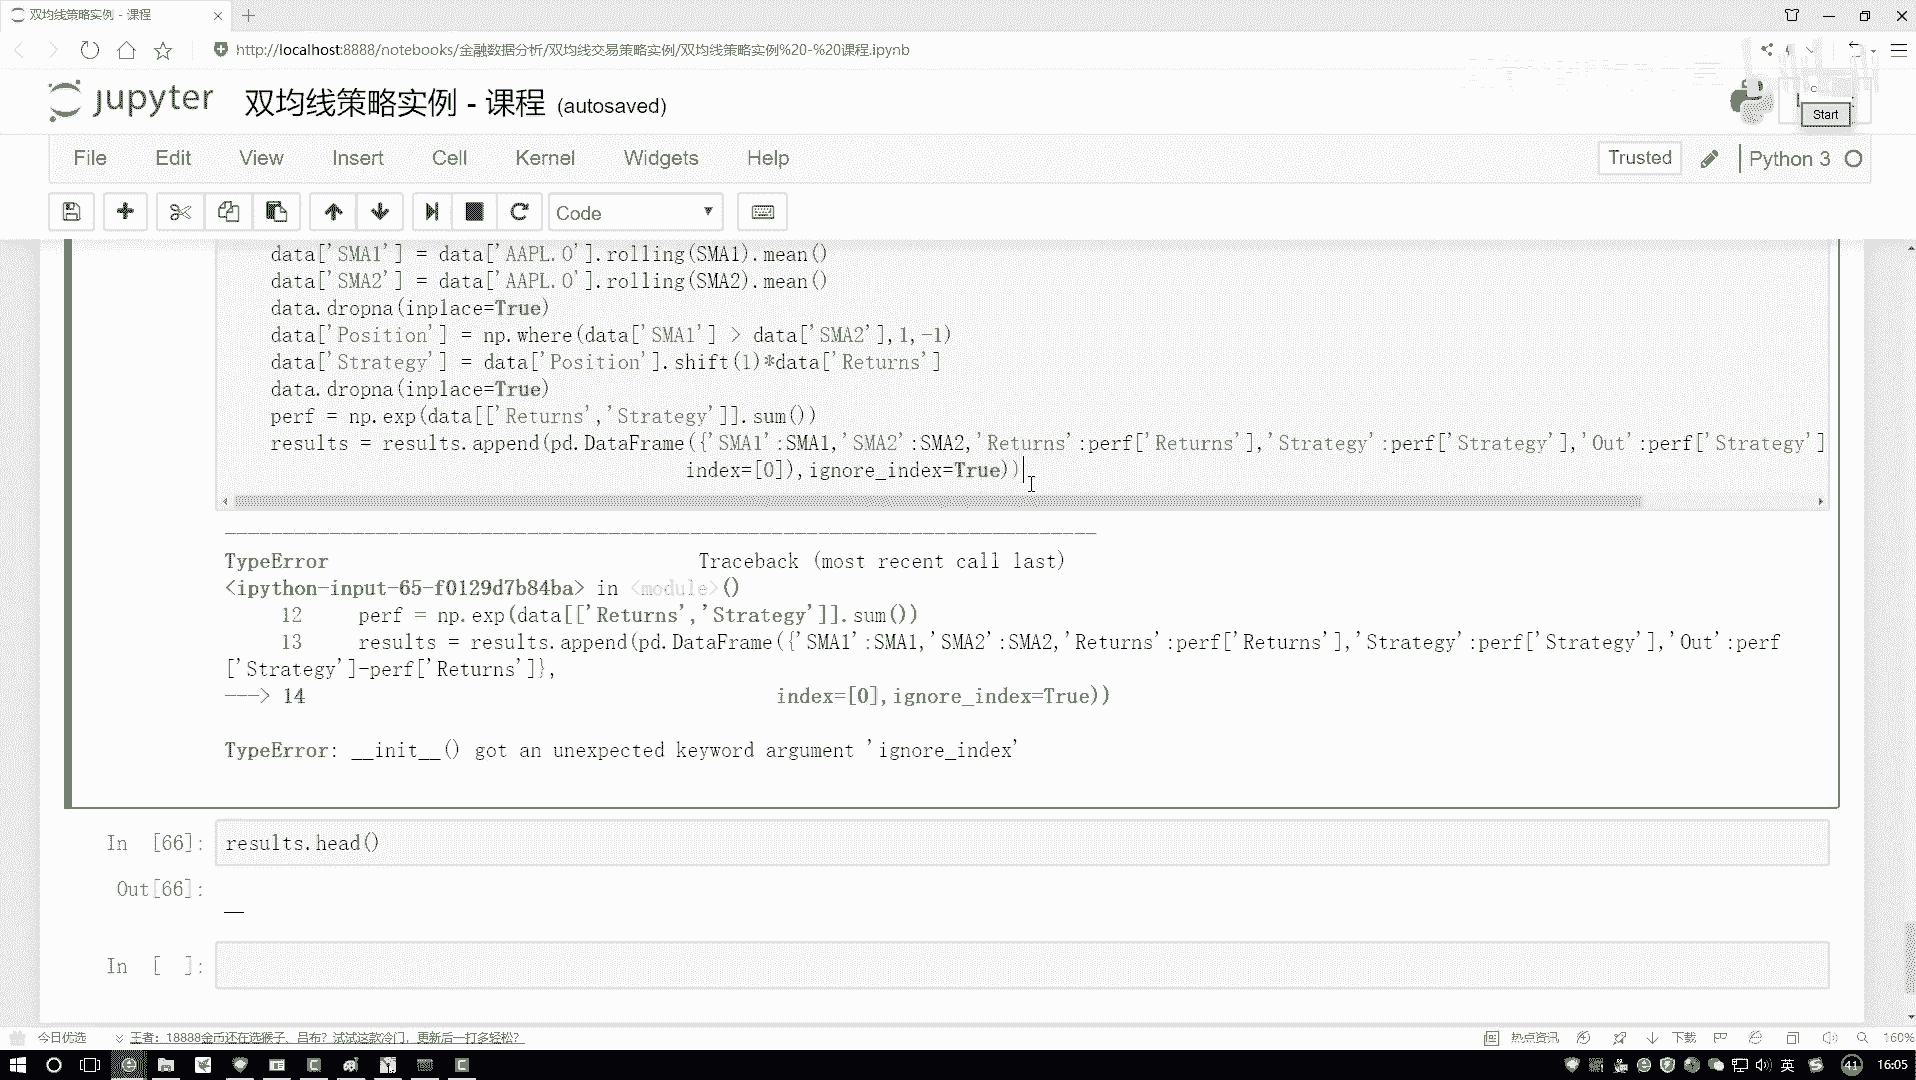 双均线策略实例 - 课程
http://localhost:8888/notebooks/金融数据分析/双均线交易策略实例/双均线策略实例%20-%20课程.ipynb
jupyter 双均线策略实例 - 课程 (autosaved)
Start
File Edit View Insert Cell Kernel Widgets Help
Trusted Python 3
Code
data['SMA1'] = data['AAPL.O'].rolling(SMA1).mean()
data['SMA2'] = data['AAPL.O'].rolling(SMA2).mean()
data.dropna(inplace=True)
data['Position'] = np.where(data['SMA1'] > data['SMA2'],1,-1)
data['Strategy'] = data['Position'].shift(1)*data['Returns']
data.dropna(inplace=True)
perf = np.exp(data[['Returns','Strategy']].sum())
results = results.append(pd.DataFrame({'SMA1':SMA1,'SMA2':SMA2,'Returns':perf['Returns'],'Strategy':perf['Strategy'],'Out':perf['Strategy']
index=[0]),ignore_index=True))
---------------------------------------------------------------------------
TypeError Traceback (most recent call last)
<ipython-input-65-f0129d7b84ba> in <module>()
12 perf = np.exp(data[['Returns','Strategy']].sum())
13 results = results.append(pd.DataFrame({'SMA1':SMA1,'SMA2':SMA2,'Returns':perf['Returns'],'Strategy':perf['Strategy'],'Out':perf
['Strategy']-perf['Returns']},
---> 14 index=[0],ignore_index=True))
TypeError: __init__() got an unexpected keyword argument 'ignore_index'
In [66]: results.head()
Out[66]:
In [ ]:
今日优选 王者：18888金币还在选猴子、吕布？试试这款冷门，更新后一打多轻松！ 热点资讯 下载 160%
英 41 16:05